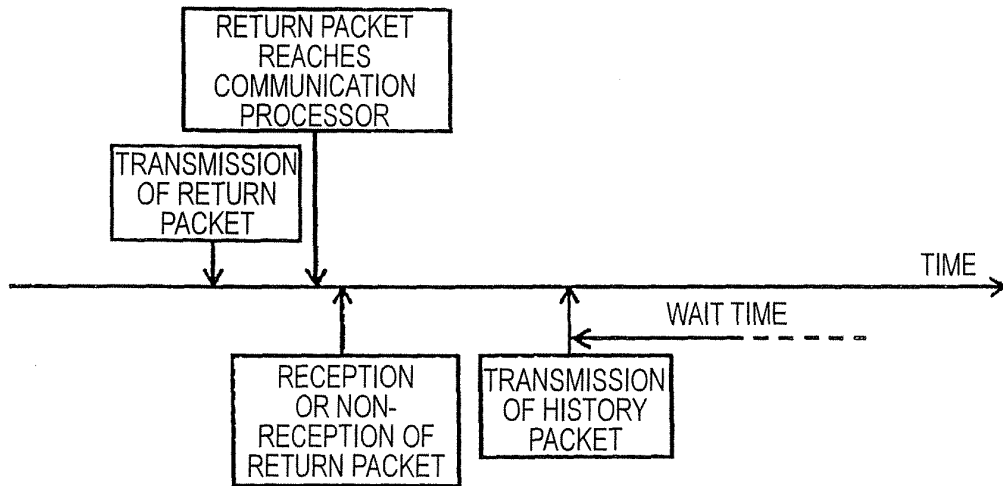 RETURN PACKET
REACHES
COMMUNICATION
PROCESSOR
TRANSMISSION
OF RETURN
PACKET
TIME
WAIT TIME
RECEPTION
OR NON-
RECEPTION OF
RETURN PACKET
TRANSMISSION
OF HISTORY
PACKET